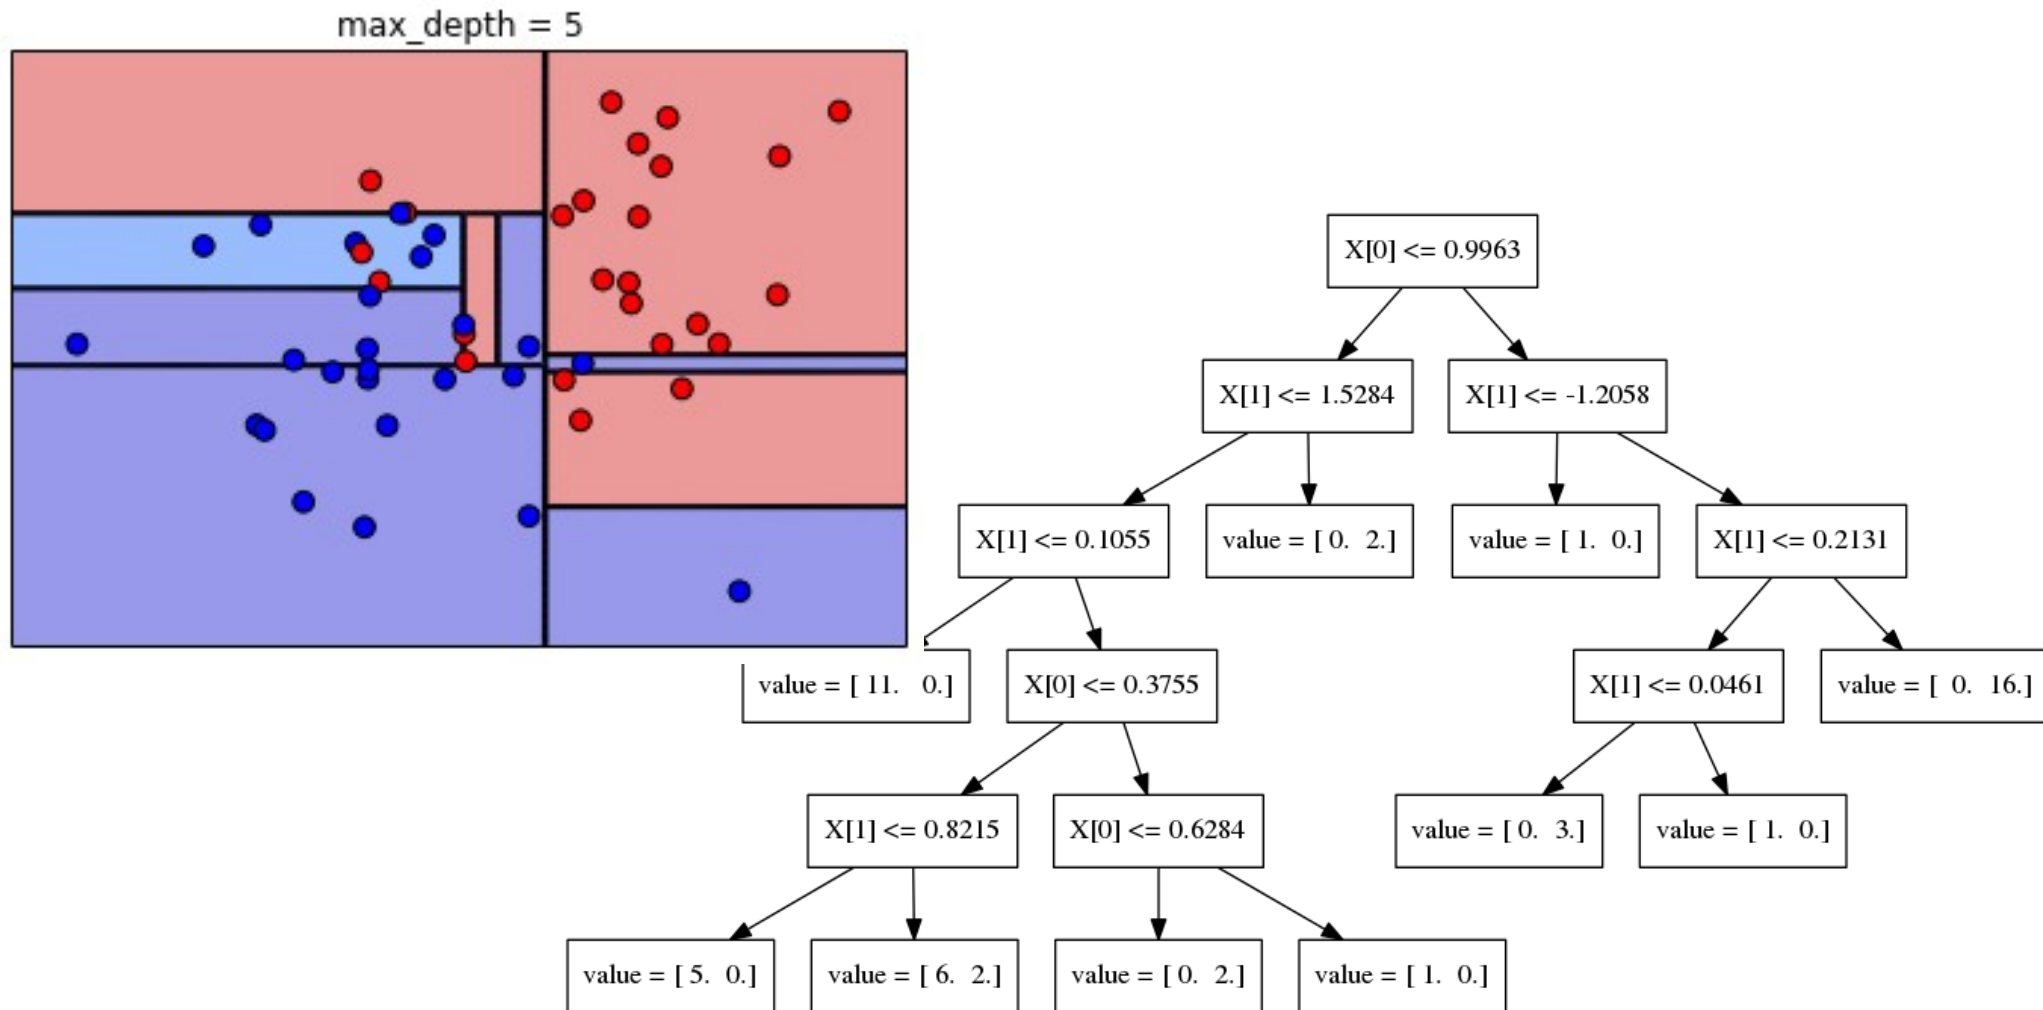 max_depth = 5
X[0] <= 0.9963
X[1] <= 1.5284
X[1] <= -1.2058
X[1] <= 0.1055
value = [ 0. 2.]
value = [ 1. 0.]
X[1] <= 0.2131
value = [ 11. 0.]
X[0] <= 0.3755
X[1] <= 0.0461
value = [ 0. 16.]
X[1] <= 0.8215
X[0] <= 0.6284
value = [ 0. 3.]
value = [ 1. 0.]
value = [ 5. 0.]
value = [ 6. 2.]
value = [ 0. 2.]
value = [ 1. 0.]